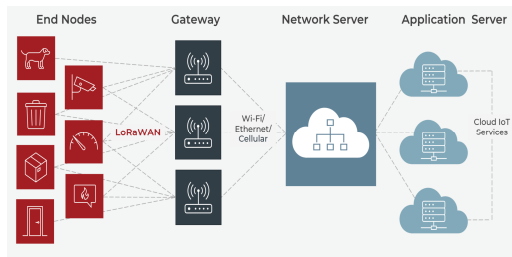 End Nodes
Gateway
Network Server
Application Server
LoRaWAN
Wi-Fi/
Ethernet/
Cellular
Cloud IoT
Services